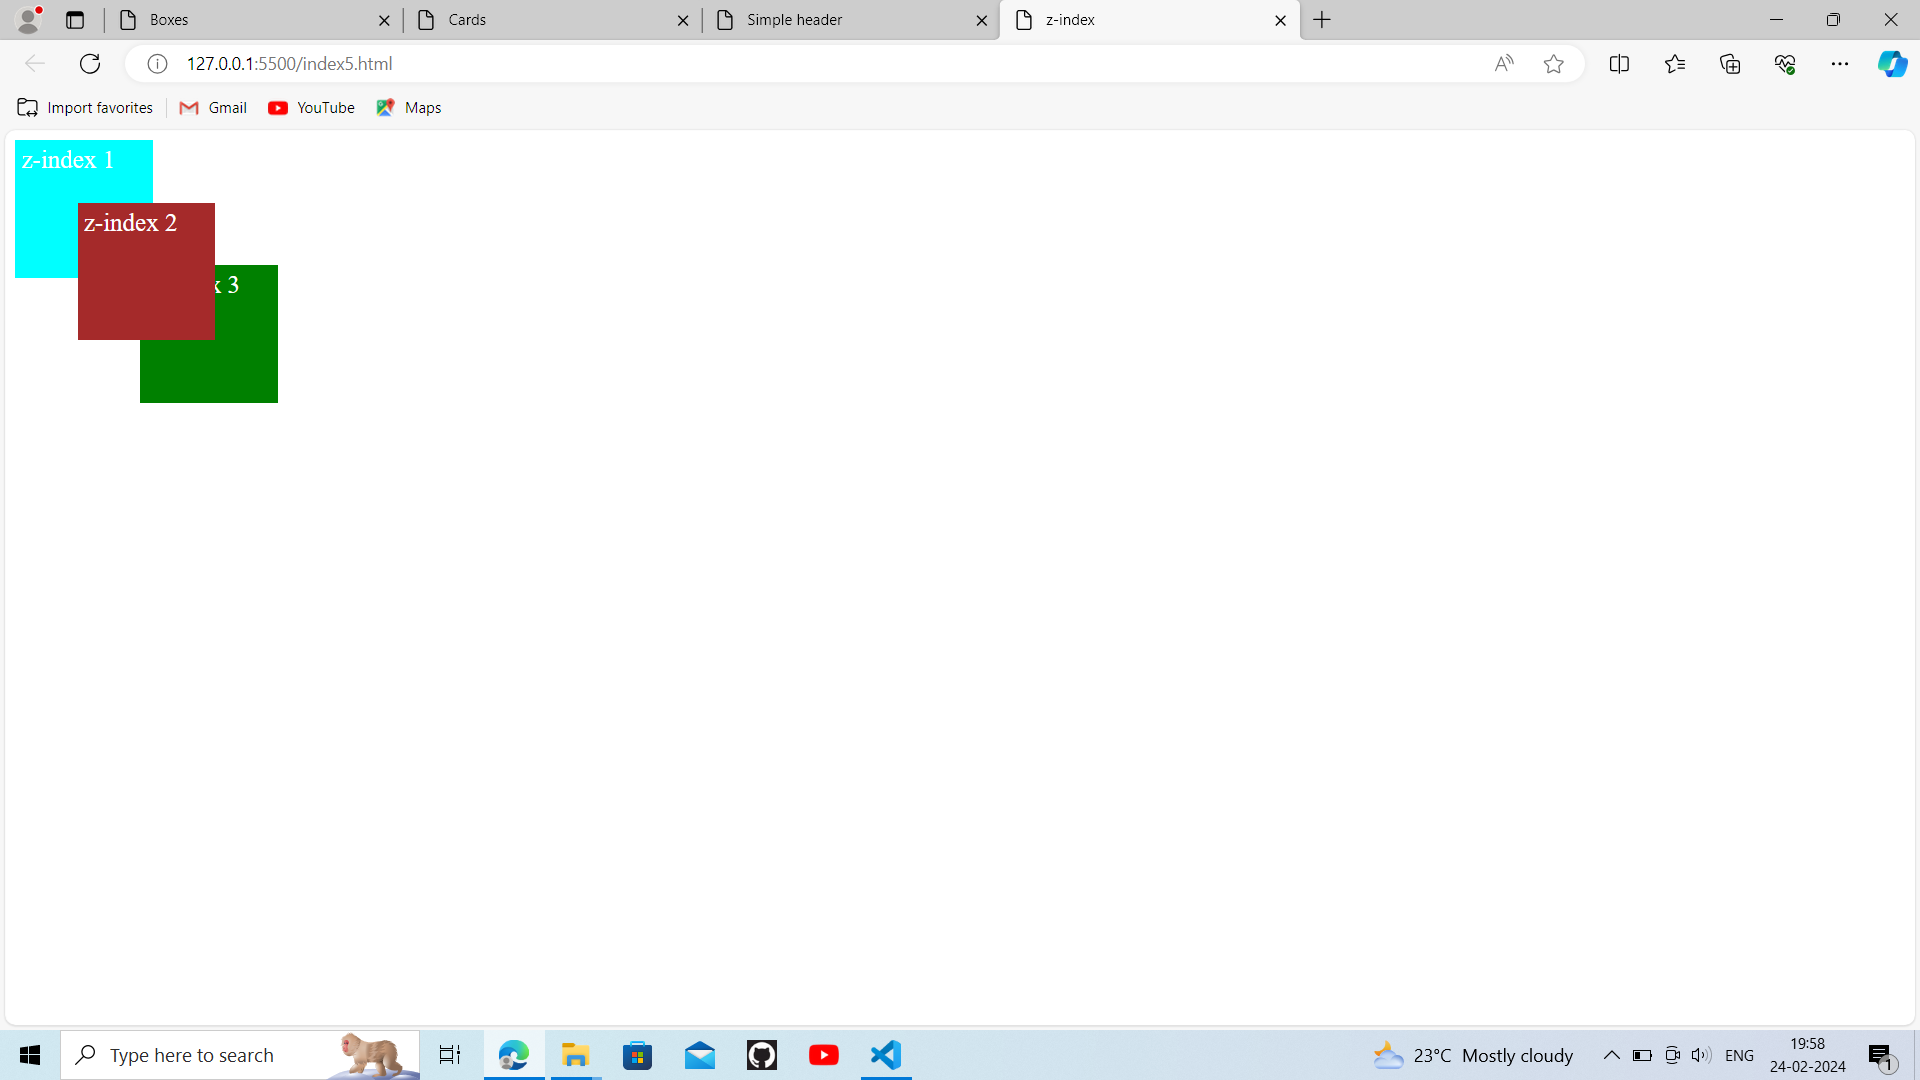 Boxes
Cards
Simple header
z-index
127.0.0.1:5500/index5.html
Import favorites
Gmail
YouTube
Maps
z-index 1
z-index 2
x 3
Type here to search
23°C Mostly cloudy
ENG
19:58
24-02-2024
1